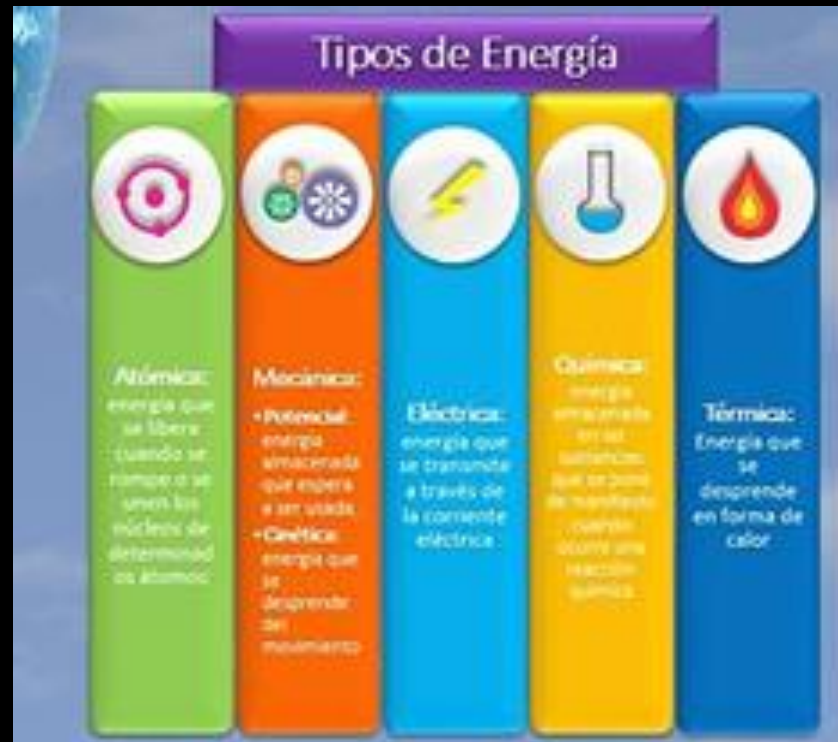 Tipos de Energía
Atómica:
energía que
se libera
cuando se
rompe o se
unen los
núcleos de
determinad
os átomos
Mecánica:
• Potencial:
energía
almacenada
que espera
a ser usada
• Cinética:
energía que
se
desprende
del
movimiento
Eléctrica:
energía que
se transmite
a través de
la corriente
eléctrica
Química:
energía
almacenada
en las
sustancias
que se pone
de manifiesto
cuando
ocurre una
reacción
química
Térmica:
Energía que
se
desprende
en forma de
calor